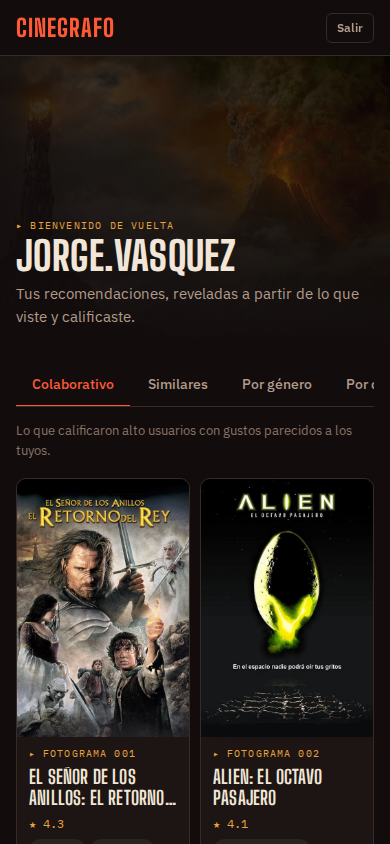 CINEGRAFO
Salir
▸ BIENVENIDO DE VUELTA
JORGE.VASQUEZ
Tus recomendaciones, reveladas a partir de lo que
viste y calificaste.
Colaborativo Similares Por género Por
Lo que calificaron alto usuarios con gustos parecidos a los
tuyos.
EL SEÑOR DE LOS ANILLOS
EL RETORNO DEL REY
ALIEN
EL OCTAVO PASAJERO
En el espacio nadie podrá oir tus gritos
▸ FOTOGRAMA 001
EL SEÑOR DE LOS
ANILLOS: EL RETORNO...
★ 4.3
▸ FOTOGRAMA 002
ALIEN: EL OCTAVO
PASAJERO
★ 4.1